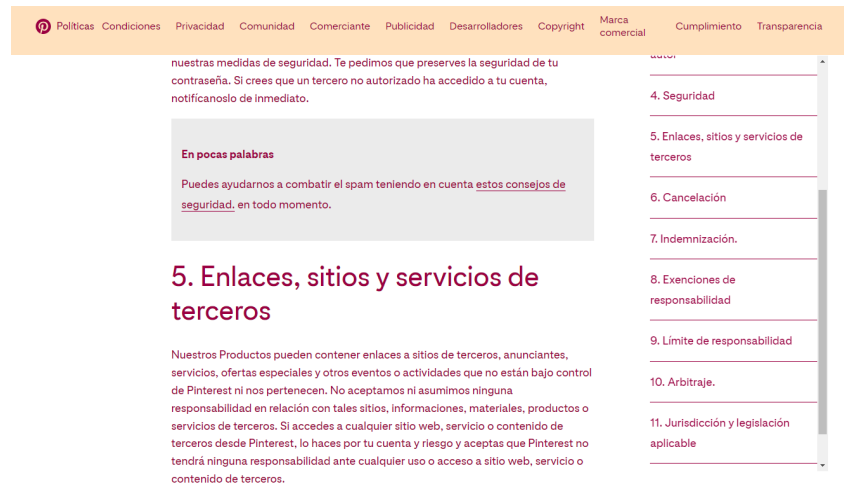 Políticas Condiciones Privacidad Comunidad Comerciante Publicidad Desarrolladores Copyright Marca comercial Cumplimiento Transparencia
nuestras medidas de seguridad. Te pedimos que preserves la seguridad de tu
contraseña. Si crees que un tercero no autorizado ha accedido a tu cuenta,
notifícanoslo de inmediato.
En pocas palabras
Puedes ayudarnos a combatir el spam teniendo en cuenta estos consejos de
seguridad. en todo momento.
5. Enlaces, sitios y servicios de
terceros
Nuestros Productos pueden contener enlaces a sitios de terceros, anunciantes,
servicios, ofertas especiales y otros eventos o actividades que no están bajo control
de Pinterest ni nos pertenecen. No aceptamos ni asumimos ninguna
responsabilidad en relación con tales sitios, informaciones, materiales, productos o
servicios de terceros. Si accedes a cualquier sitio web, servicio o contenido de
terceros desde Pinterest, lo haces por tu cuenta y riesgo y aceptas que Pinterest no
tendrá ninguna responsabilidad ante cualquier uso o acceso a sitio web, servicio o
contenido de terceros.
autor
4. Seguridad
5. Enlaces, sitios y servicios de
terceros
6. Cancelación
7. Indemnización.
8. Exenciones de
responsabilidad
9. Límite de responsabilidad
10. Arbitraje.
11. Jurisdicción y legislación
aplicable